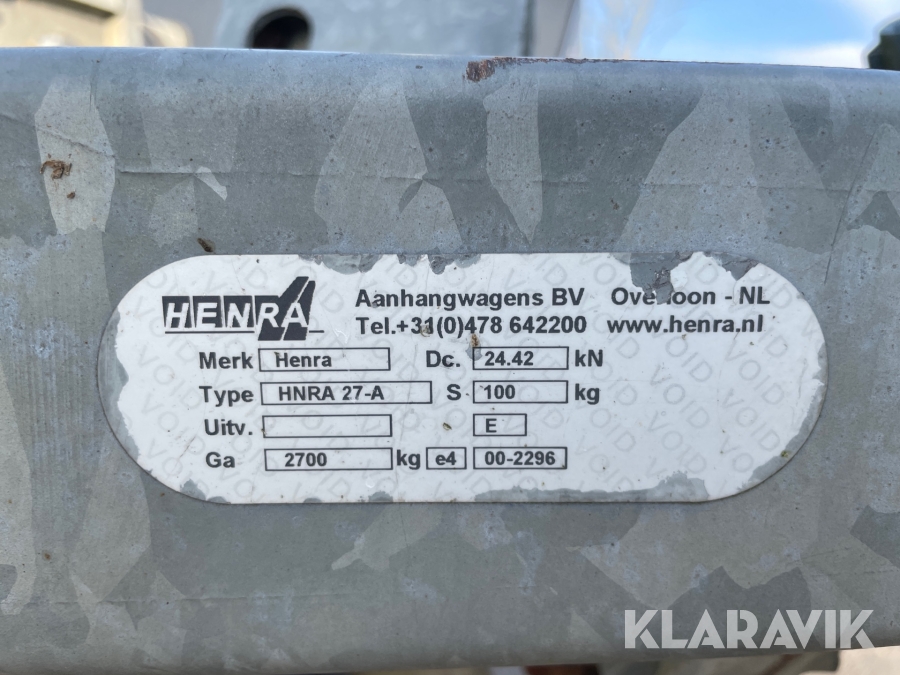 HENRA
Aanhangwagens BV - NL
Tel.+31(0)478 642200 www.henra.nl
Merk Henra Dc. 24.42 kN
Type HNRA 27-A S 100 kg
Uitv. E
Ga 2700 kg e4 00-2296
KLARAVIK